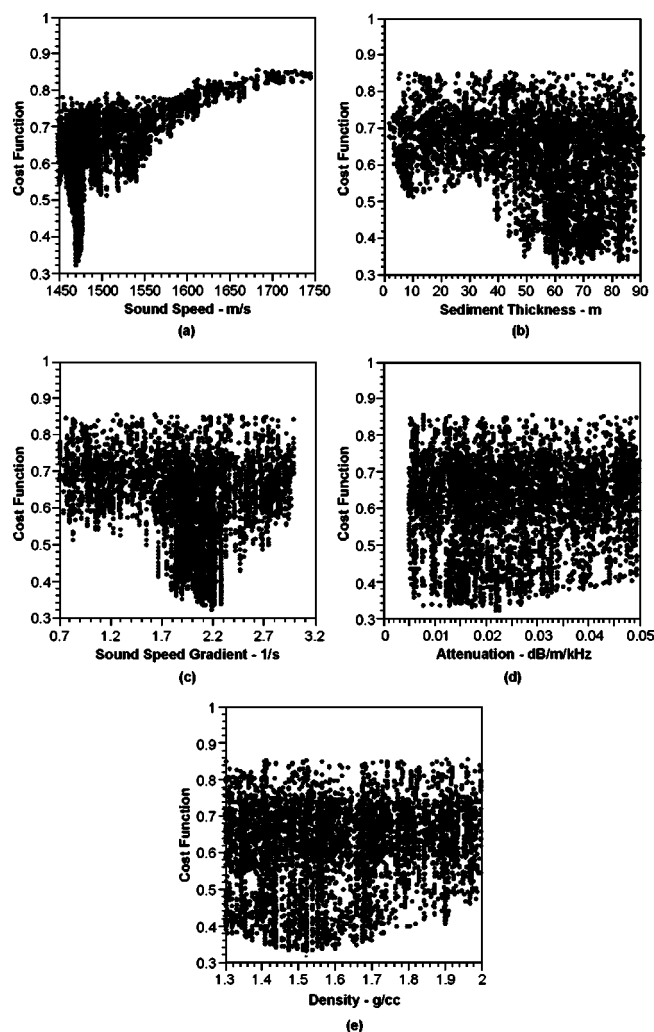 1
0.9
0.8
0.7
0.6
0.5
0.4
0.3
Cost Function
1450 1500 1550 1600 1650 1700 1750
Sound Speed - m/s
(a)
1
0.9
0.8
0.7
0.6
0.5
0.4
0.3
Cost Function
0 10 20 30 40 50 60 70 80 90
Sediment Thickness - m
(b)
1
0.9
0.8
0.7
0.6
0.5
0.4
0.3
Cost Function
0.7 1.2 1.7 2.2 2.7 3.2
Sound Speed Gradient - 1/s
(c)
1
0.9
0.8
0.7
0.6
0.5
0.4
0.3
Cost Function
0 0.01 0.02 0.03 0.04 0.05
Attenuation - dB/m/kHz
(d)
1
0.9
0.8
0.7
0.6
0.5
0.4
0.3
Cost Function
1.3 1.4 1.5 1.6 1.7 1.8 1.9 2
Density - g/cc
(e)